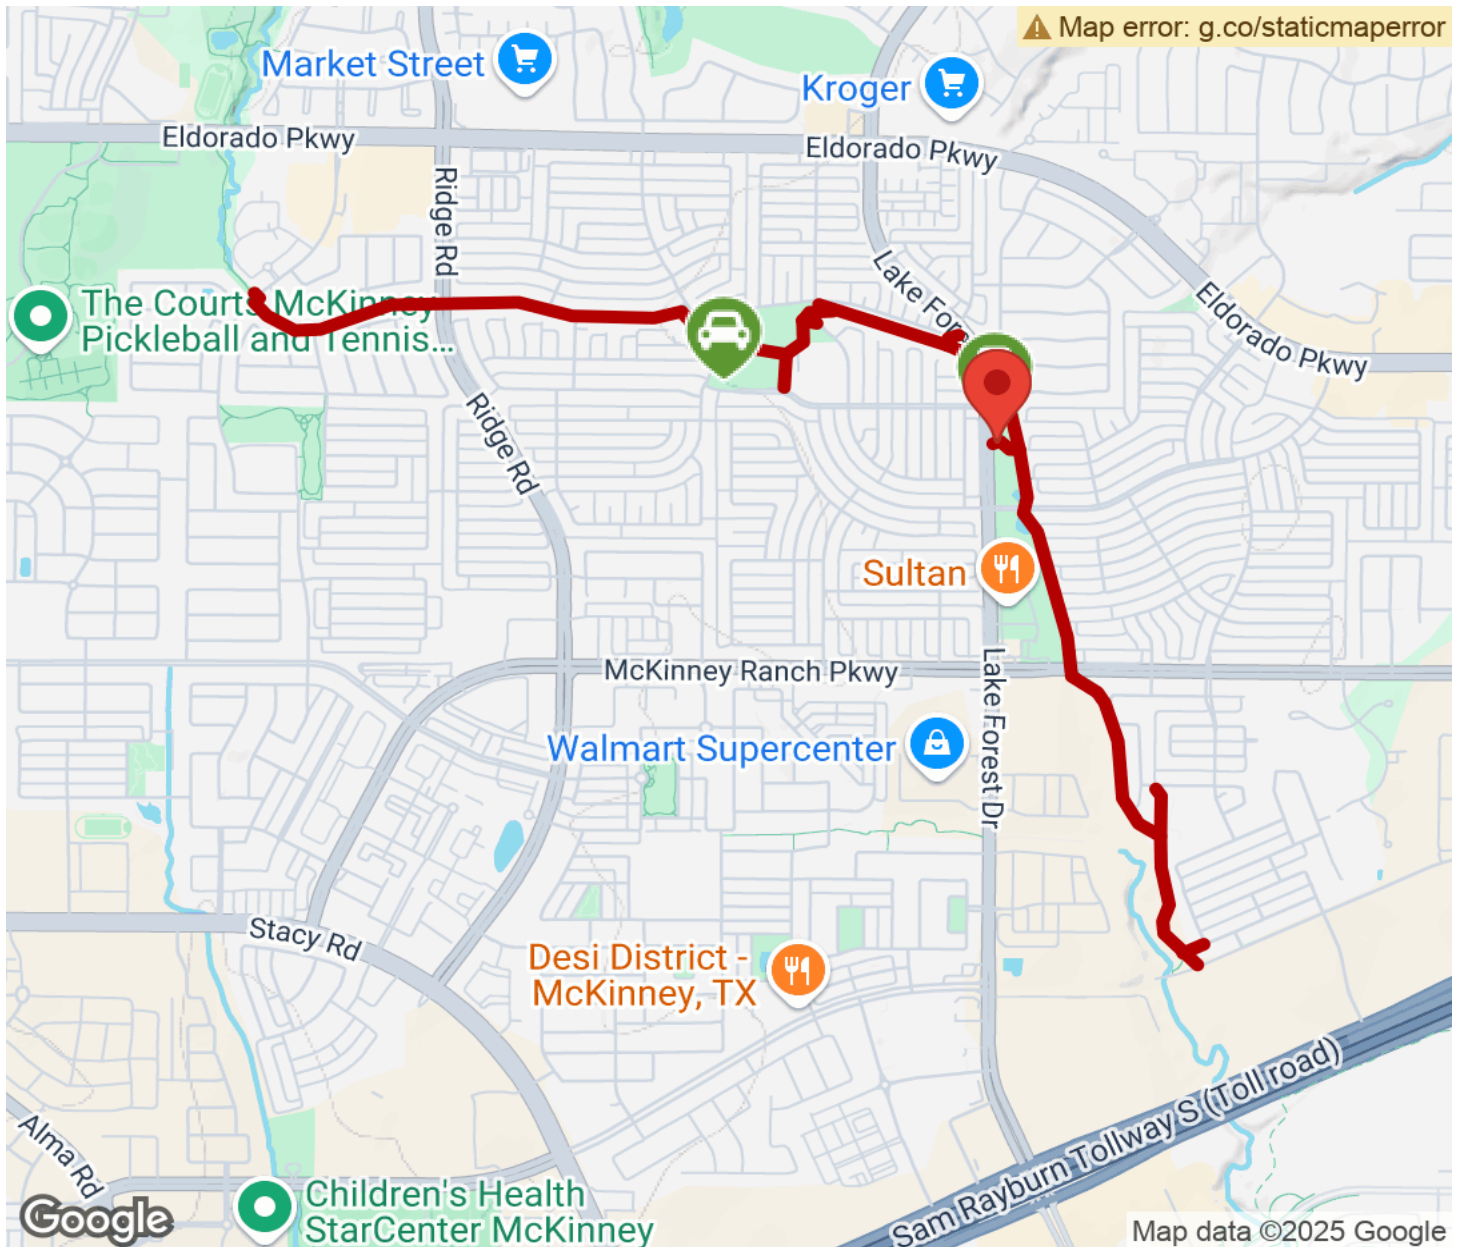 Map error: g.co/staticmaperror
Market Street
Kroger
Eldorado Pkwy
Eldorado Pkwy
Ridge Rd
Lake Fore
Eldorado Pkwy
The Courts McKinney
Pickleball and Tennis...
Ridge Rd
Sultan
McKinney Ranch Pkwy
Lake Forest Dr
Walmart Supercenter
Stacy Rd
Desi District -
McKinney, TX
Sam Rayburn Tollway S (Toll road)
Alma Rd
Children's Health
StarCenter McKinney
Google
Map data ©2025 Google